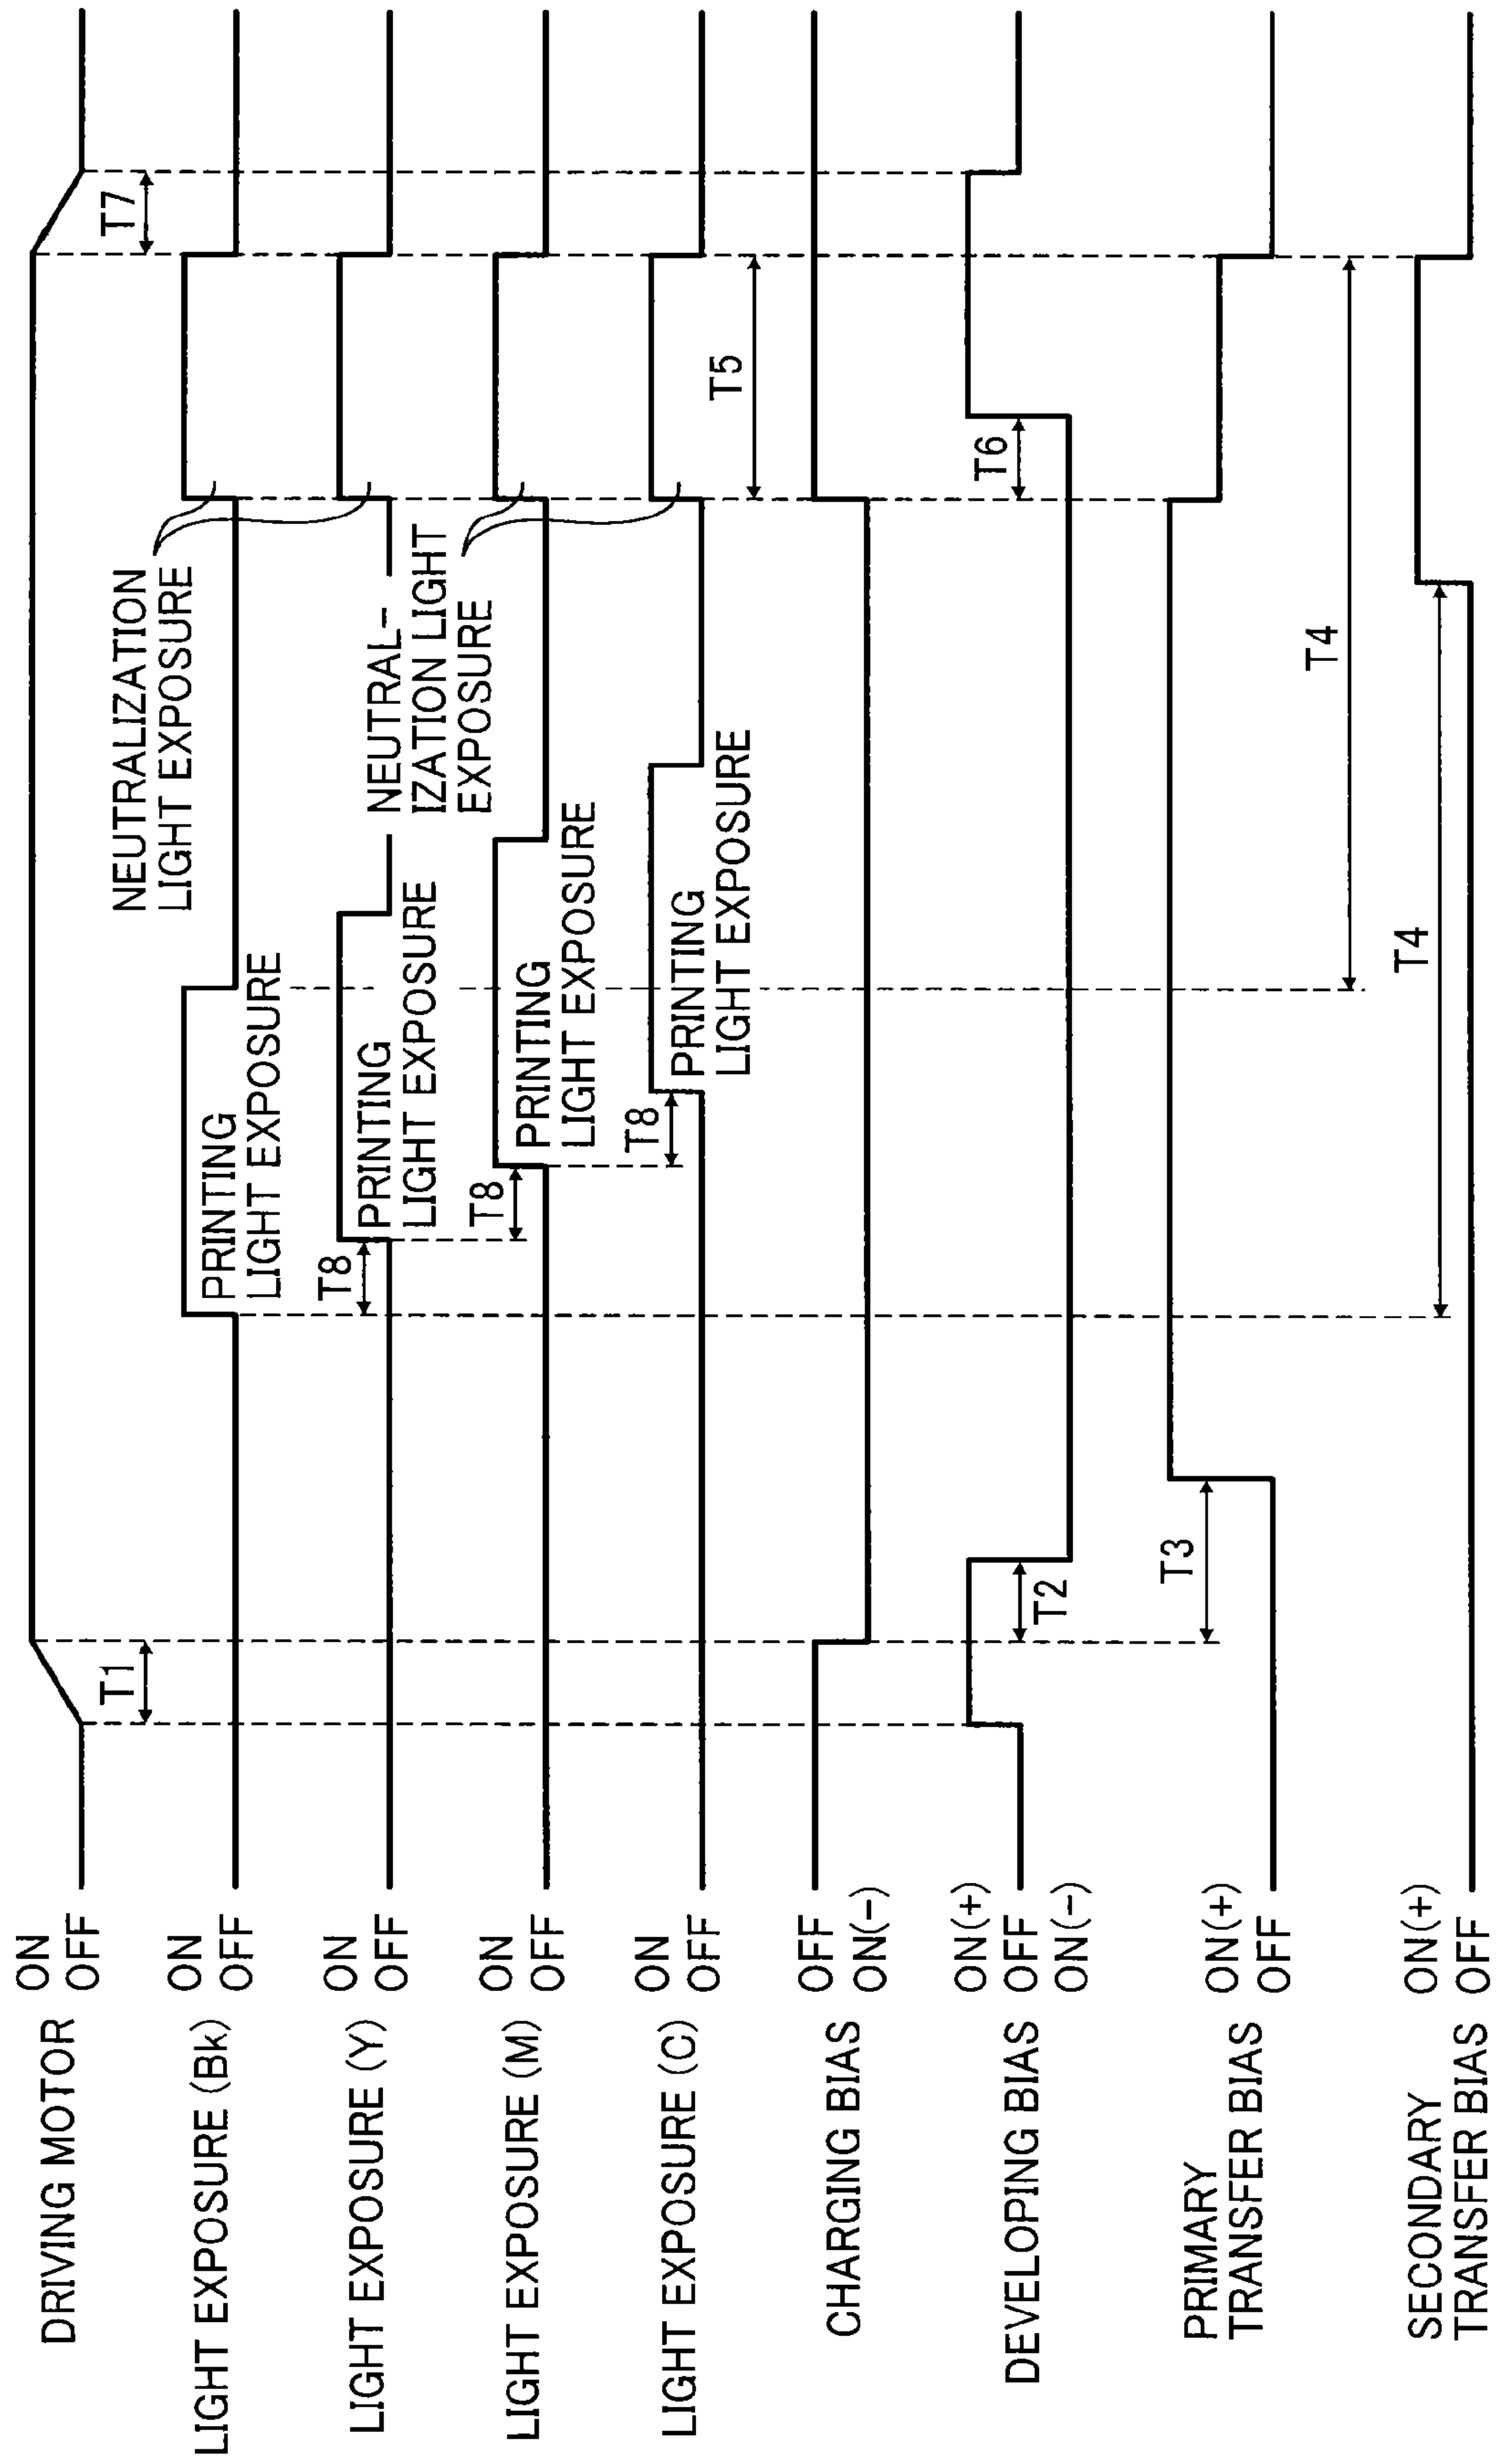 DRIVING MOTOR
ON
OFF
T1
T7
LIGHT EXPOSURE (Bk)
ON
OFF
PRINTING
LIGHT EXPOSURE
NEUTRALIZATION
LIGHT EXPOSURE
LIGHT EXPOSURE (Y)
ON
OFF
T8
PRINTING
LIGHT EXPOSURE
NEUTRAL-
IZATION LIGHT
EXPOSURE
LIGHT EXPOSURE (M)
ON
OFF
T8
PRINTING
LIGHT EXPOSURE
LIGHT EXPOSURE (C)
ON
OFF
T8
PRINTING
LIGHT EXPOSURE
T5
CHARGING BIAS
OFF
ON(-)
DEVELOPING BIAS
ON(+)
OFF
ON(-)
T2
T6
PRIMARY
TRANSFER BIAS
ON(+)
OFF
T3
T4
SECONDARY
TRANSFER BIAS
ON(+)
OFF
T4